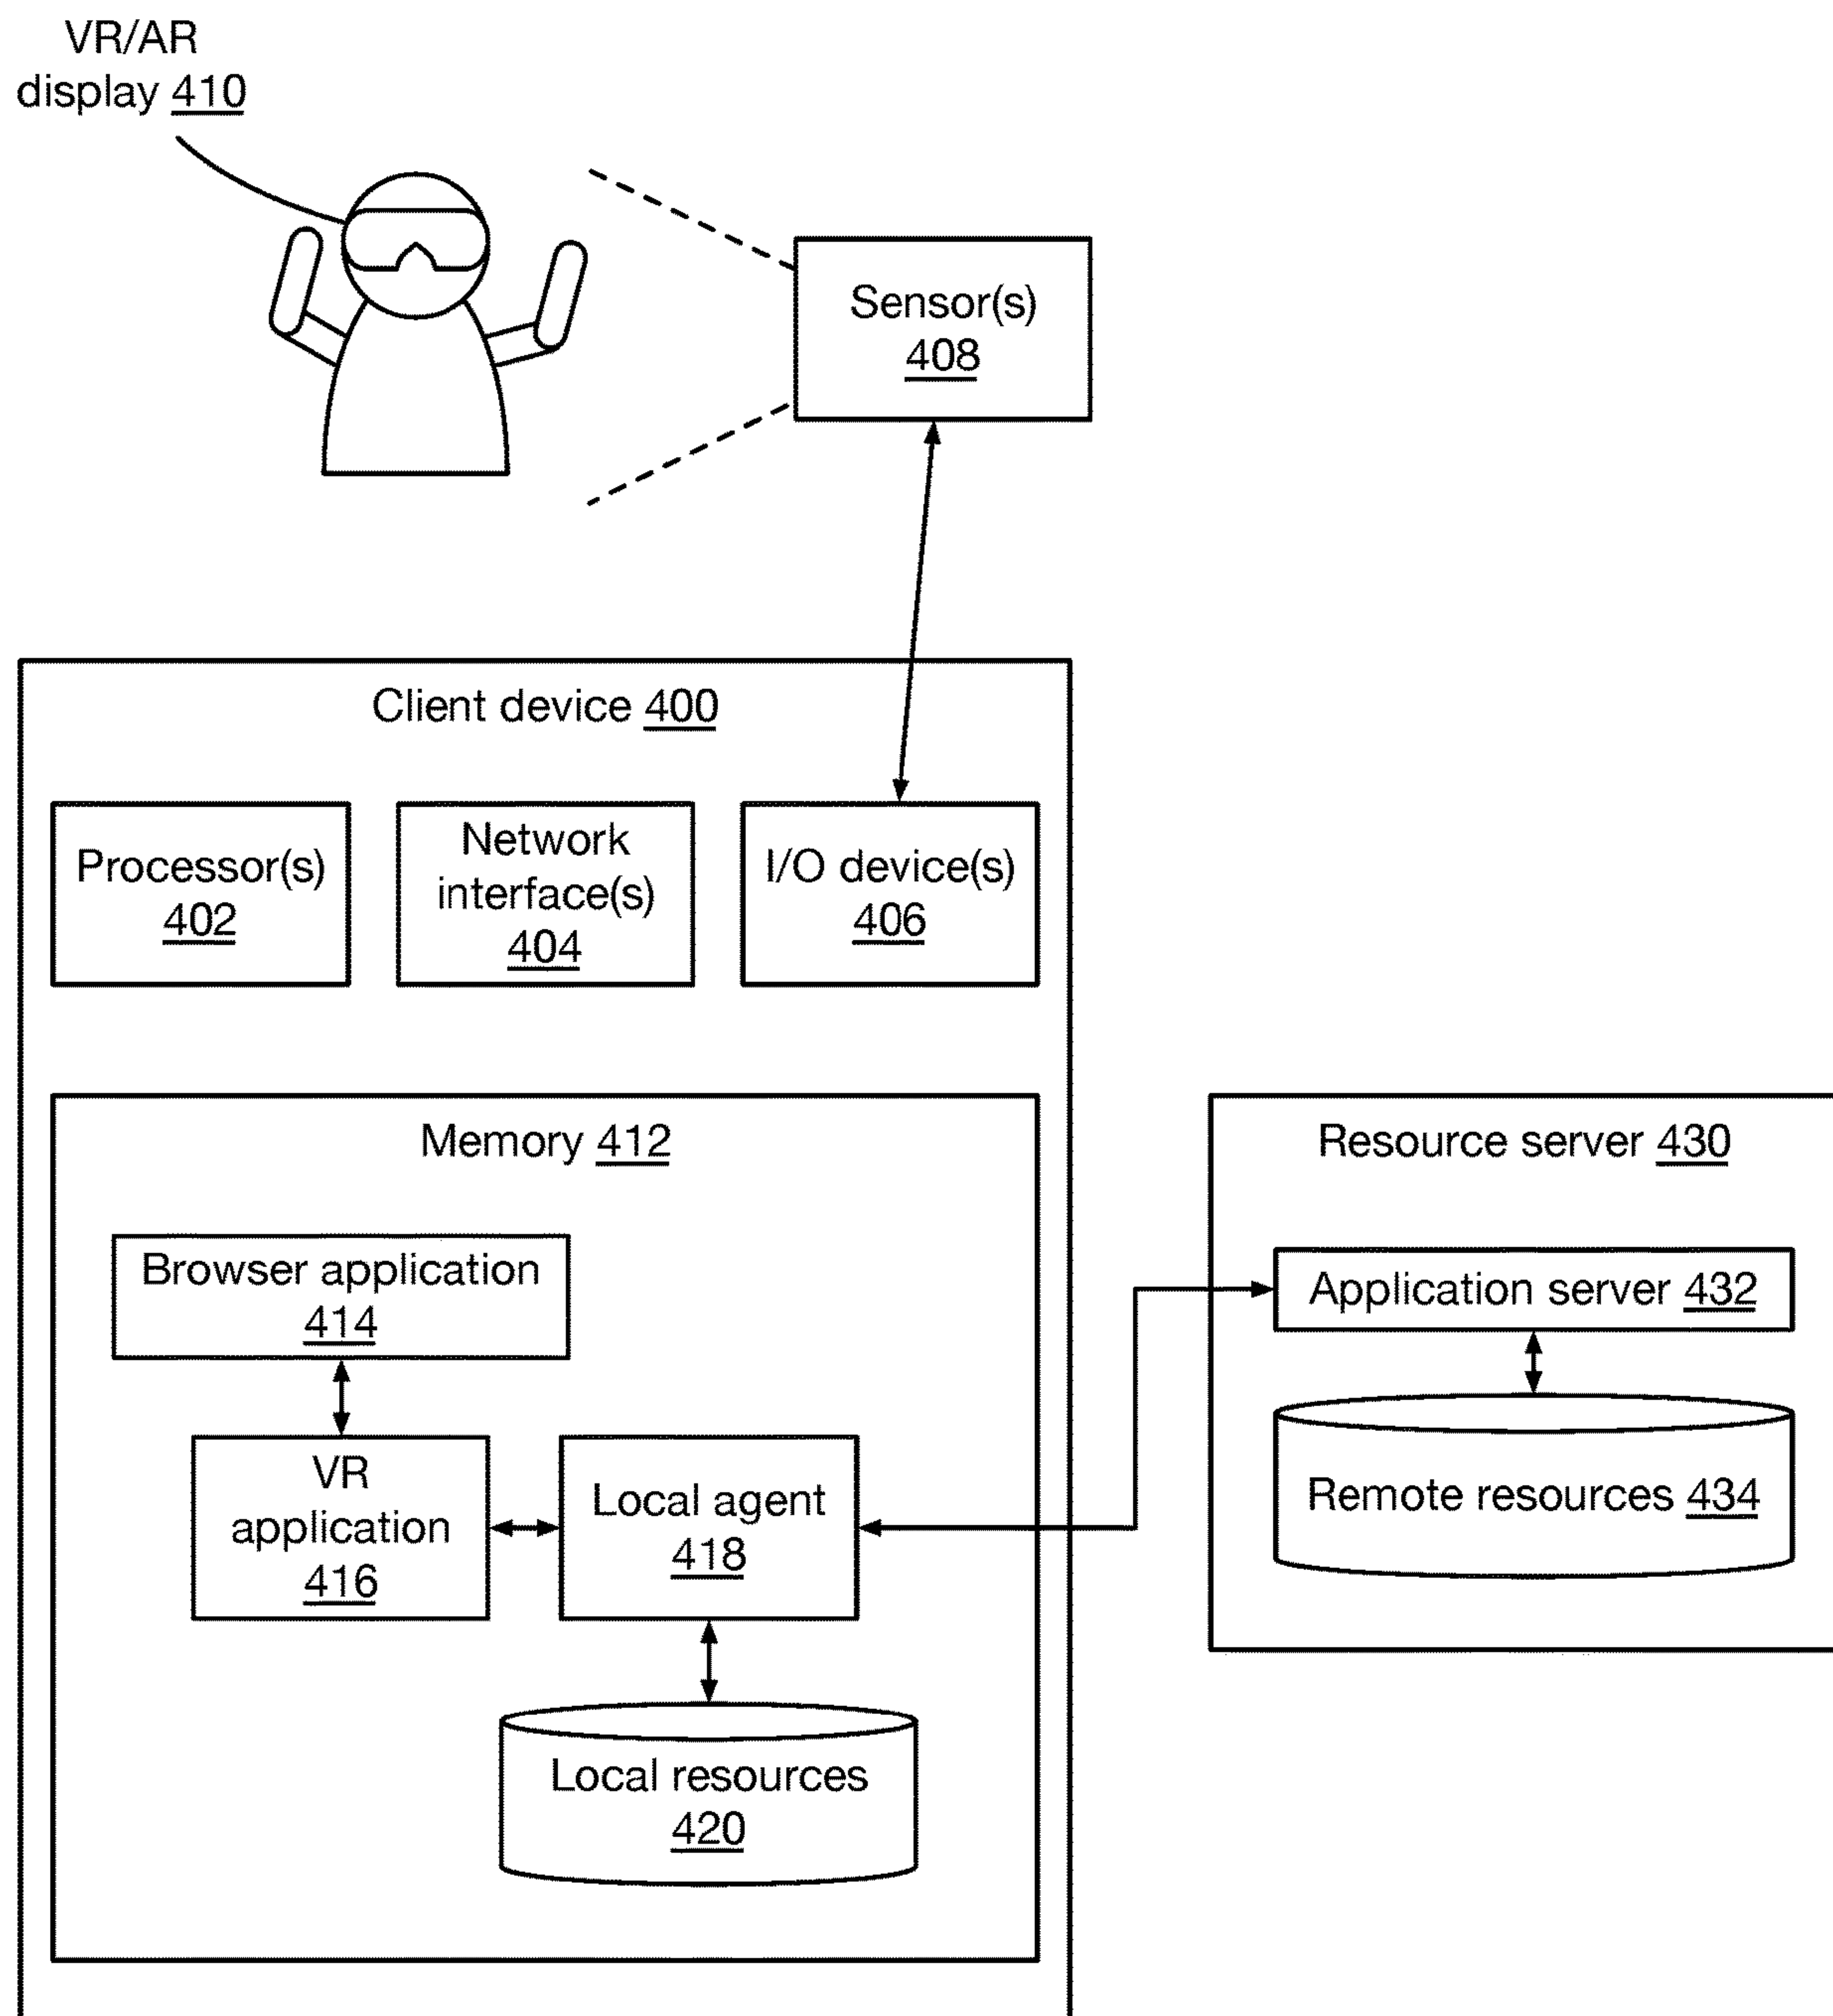 VR/AR
display 410
Sensor(s)
408
Client device 400
Processor(s)
402
Network
interface(s)
404
I/O device(s)
406
Memory 412
Browser application
414
VR
application
416
Local agent
418
Local resources
420
Resource server 430
Application server 432
Remote resources 434